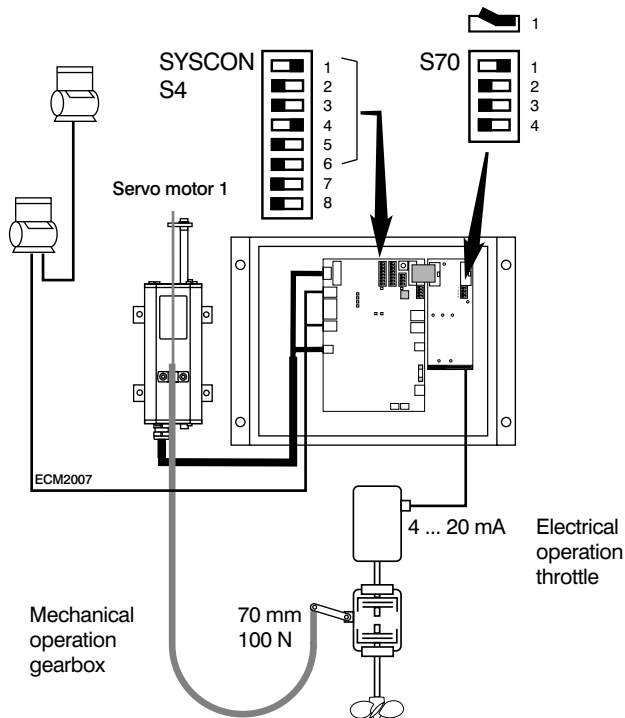 1
SYSCON
S4
1
2
3
4
5
6
7
8
S70
1
2
3
4
Servo motor 1
ECM2007
4 ... 20 mA
Electrical
operation
throttle
Mechanical
operation
gearbox
70 mm
100 N